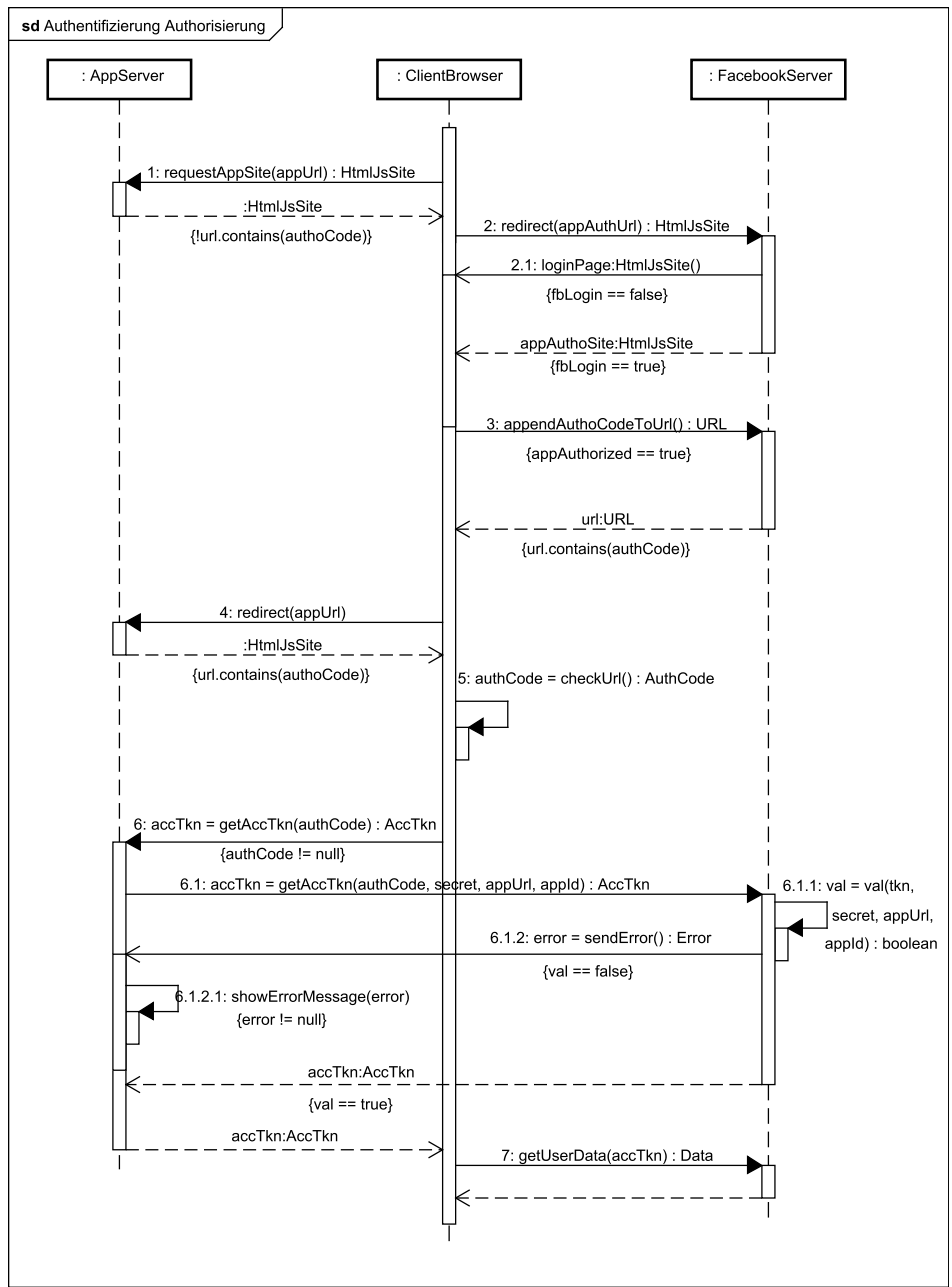 sd Authentifizierung Authorisierung
: AppServer
: ClientBrowser
: FacebookServer
1: requestAppSite(appUrl) : HtmlJsSite
:HtmlJsSite
{!url.contains(authoCode)}
2: redirect(appAuthUrl) : HtmlJsSite
2.1: loginPage:HtmlJsSite()
{fbLogin == false}
appAuthoSite:HtmlJsSite
{fbLogin == true}
3: appendAuthoCodeToUrl() : URL
{appAuthorized == true}
url:URL
{url.contains(authCode)}
4: redirect(appUrl)
:HtmlJsSite
{url.contains(authoCode)}
5: authCode = checkUrl() : AuthCode
6: accTkn = getAccTkn(authCode) : AccTkn
{authCode != null}
6.1: accTkn = getAccTkn(authCode, secret, appUrl, appId) : AccTkn
6.1.1: val = val(tkn,
secret, appUrl,
appId) : boolean
6.1.2: error = sendError() : Error
{val == false}
6.1.2.1: showErrorMessage(error)
{error != null}
accTkn:AccTkn
{val == true}
accTkn:AccTkn
7: getUserData(accTkn) : Data